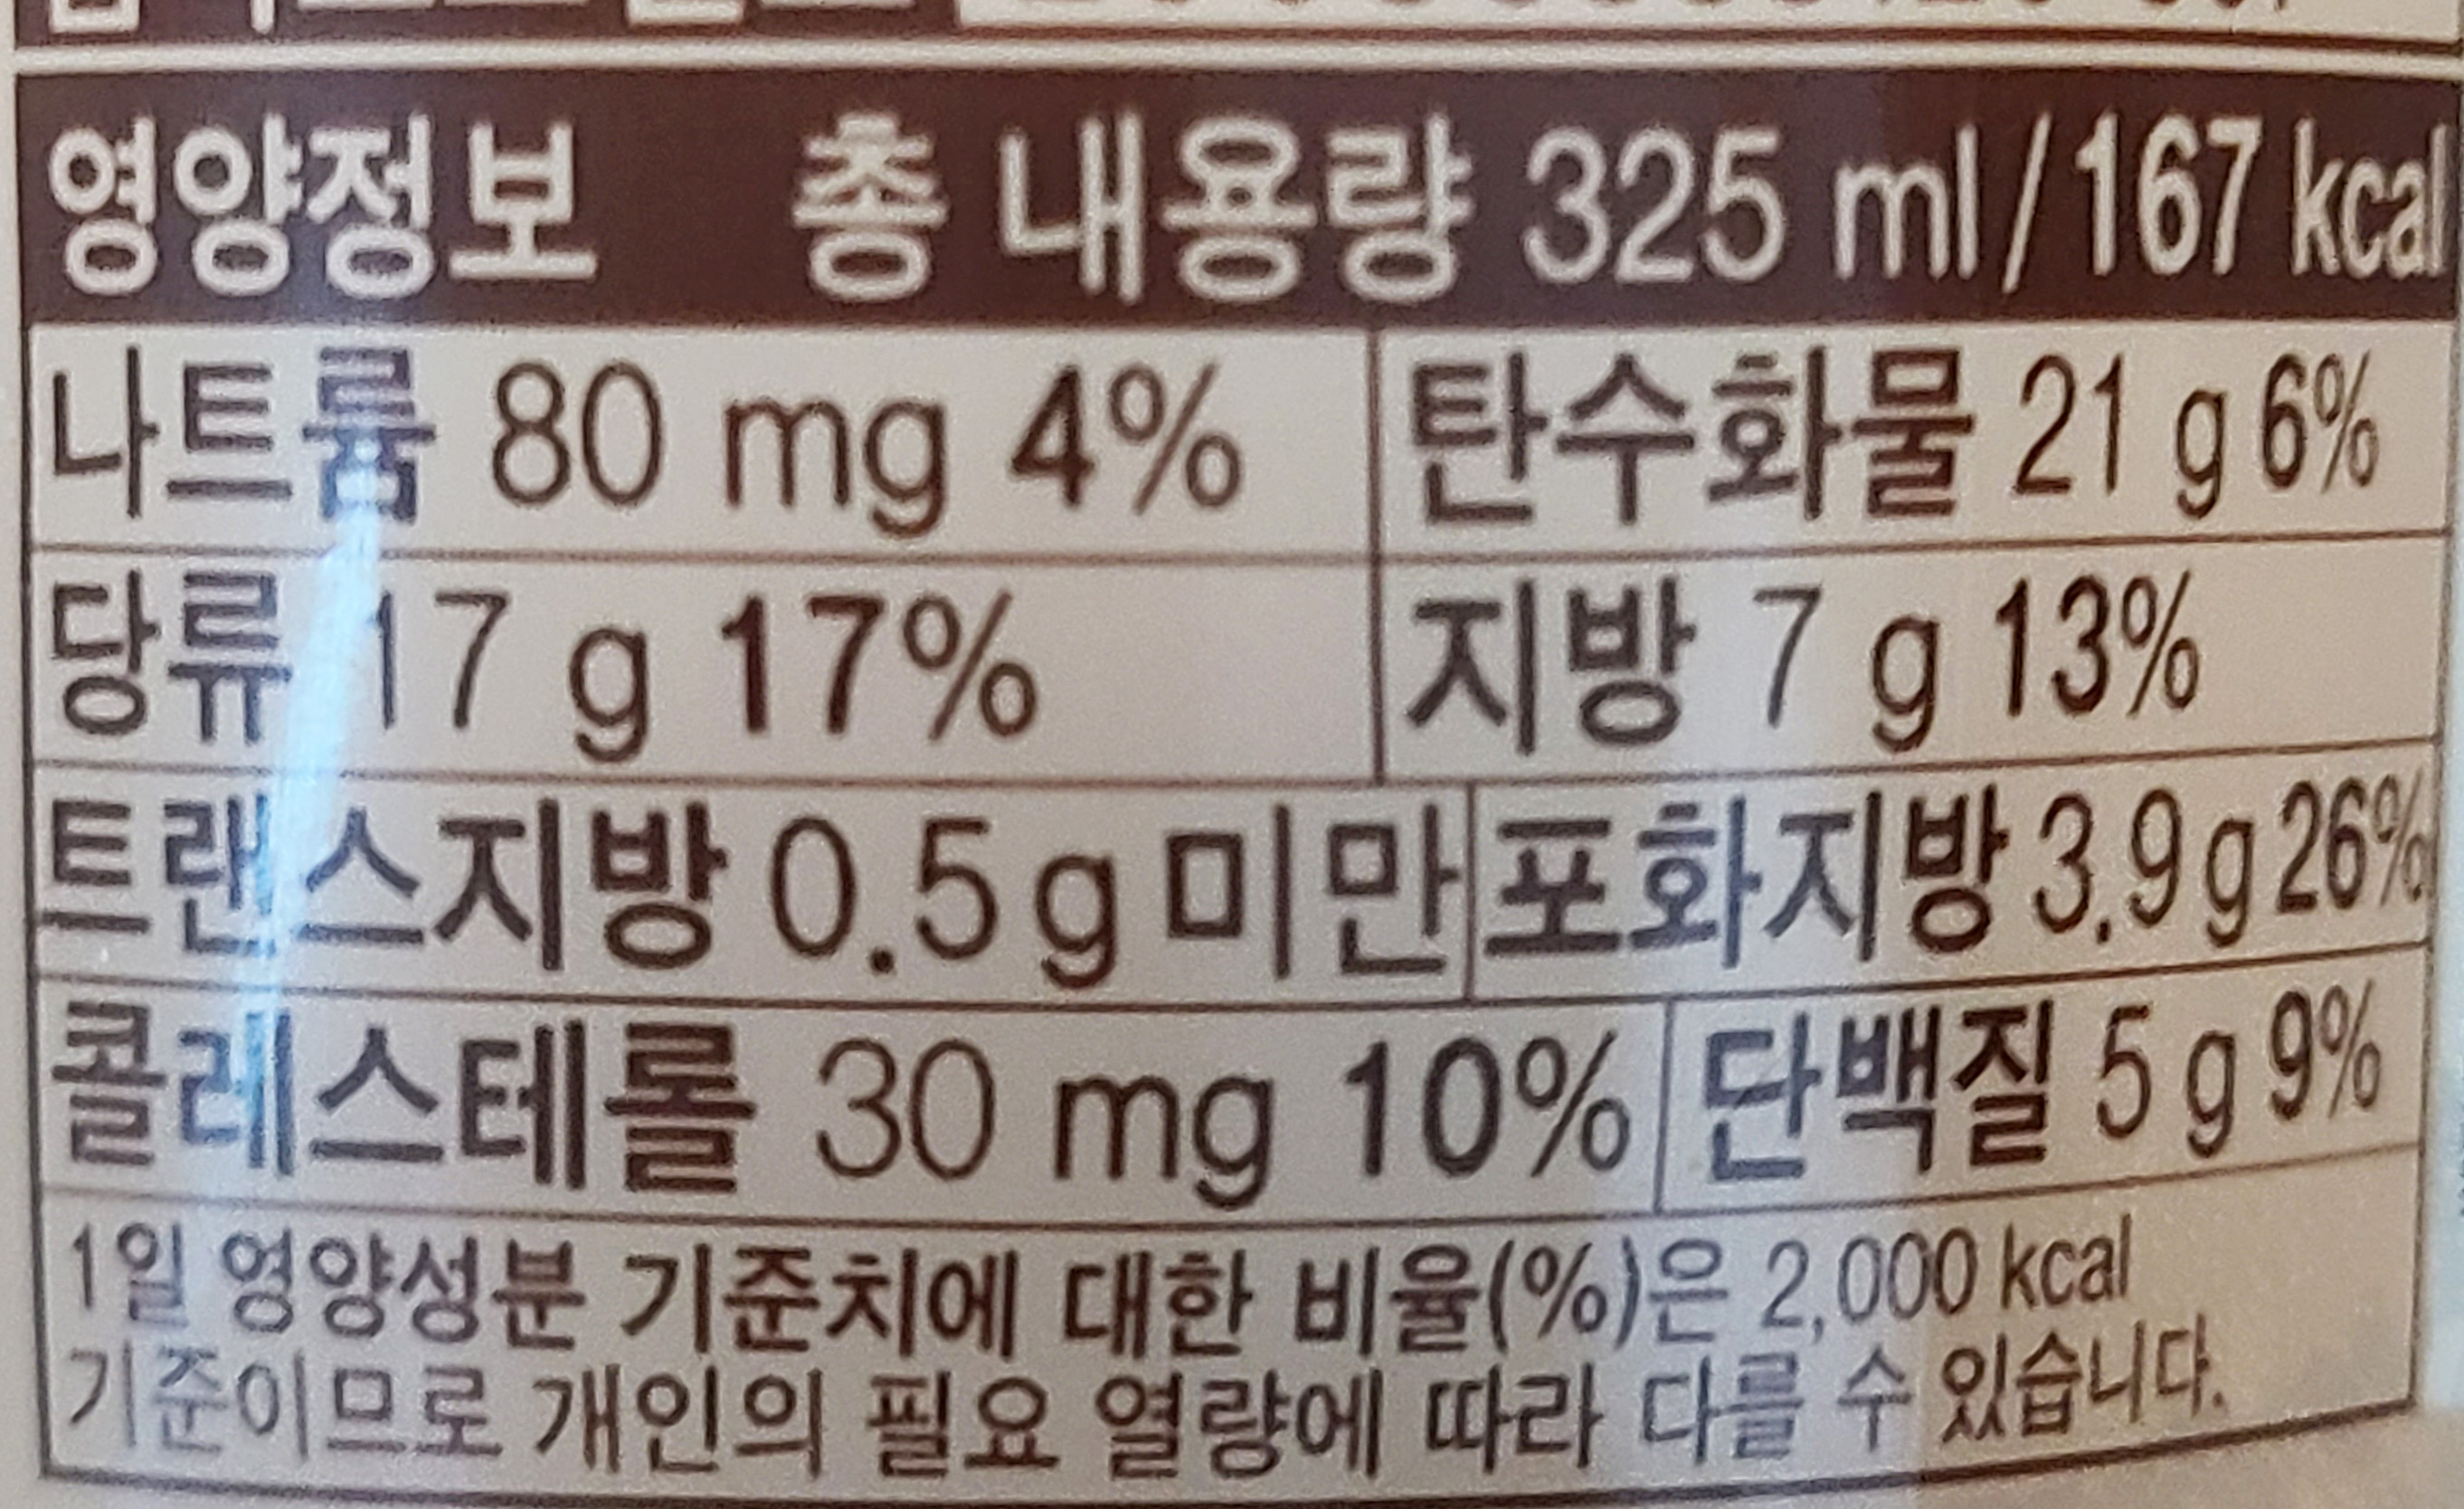 영양정보 총 내용량 325 ml/167 kcal
나트륨 80 mg 4% 탄수화물 21 g 6%
당류 17 g 17% 지방 7 g 13%
트랜스지방 0.5g 미만 포화지방 3.9g 26%
콜레스테롤 30 mg 10% 단백질 5 g 9%
1일 영양성분 기준치에 대한 비율(%)은 2,000 kcal
기준이므로 개인의 필요 열량에 따라 다를 수 있습니다.